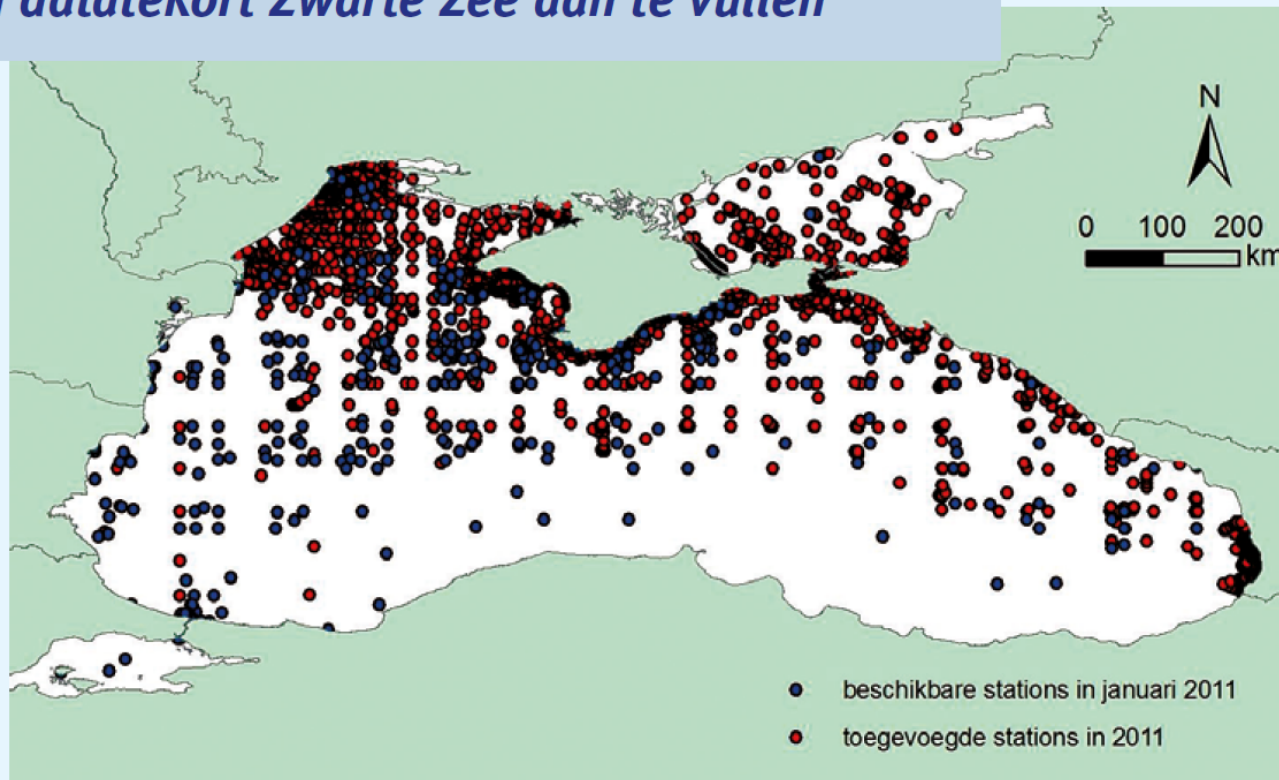 datatekort Zwarte Zee aan te vullen
N
0 100 200
km
beschikbare stations in januari 2011
toegevoegde stations in 2011